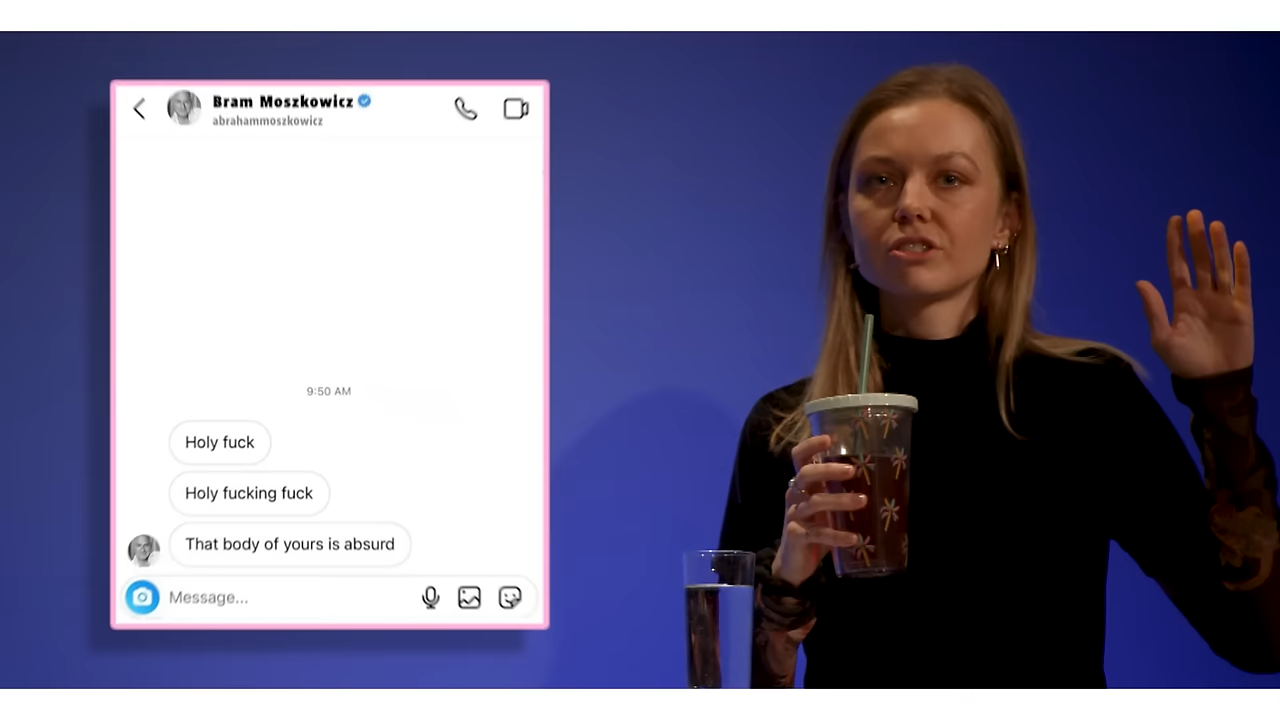 Bram Moszkowicz
abrahammoszkowicz
9:50 AM
Holy fuck
Holy fucking fuck
That body of yours is absurd
Message...